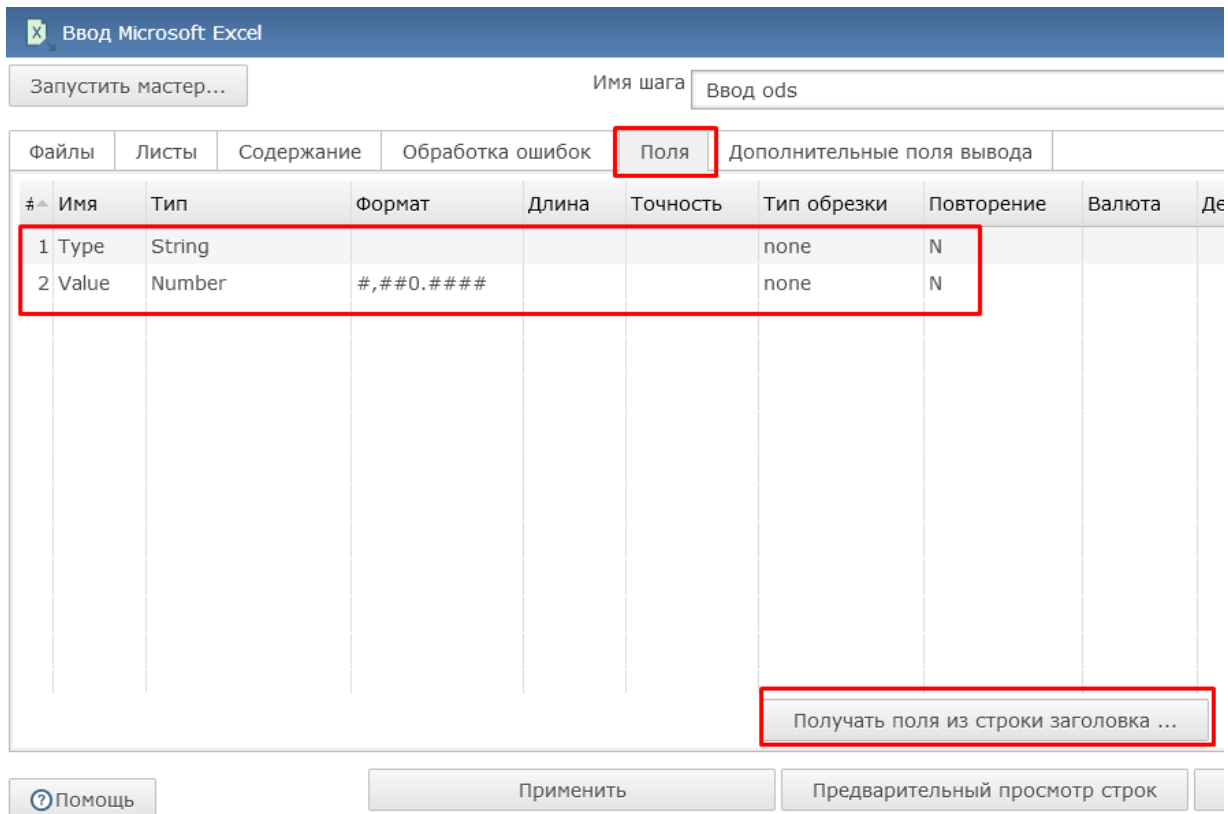 Ввод Microsoft Excel
Запустить мастер... Имя шага Ввод ods
Файлы Листы Содержание Обработка ошибок Поля Дополнительные поля вывода
# Имя Тип Формат Длина Точность Тип обрезки Повторение Валюта Де
1 Type String none N
2 Value Number #,##0.#### none N
Получать поля из строки заголовка ...
Помощь Применить Предварительный просмотр строк